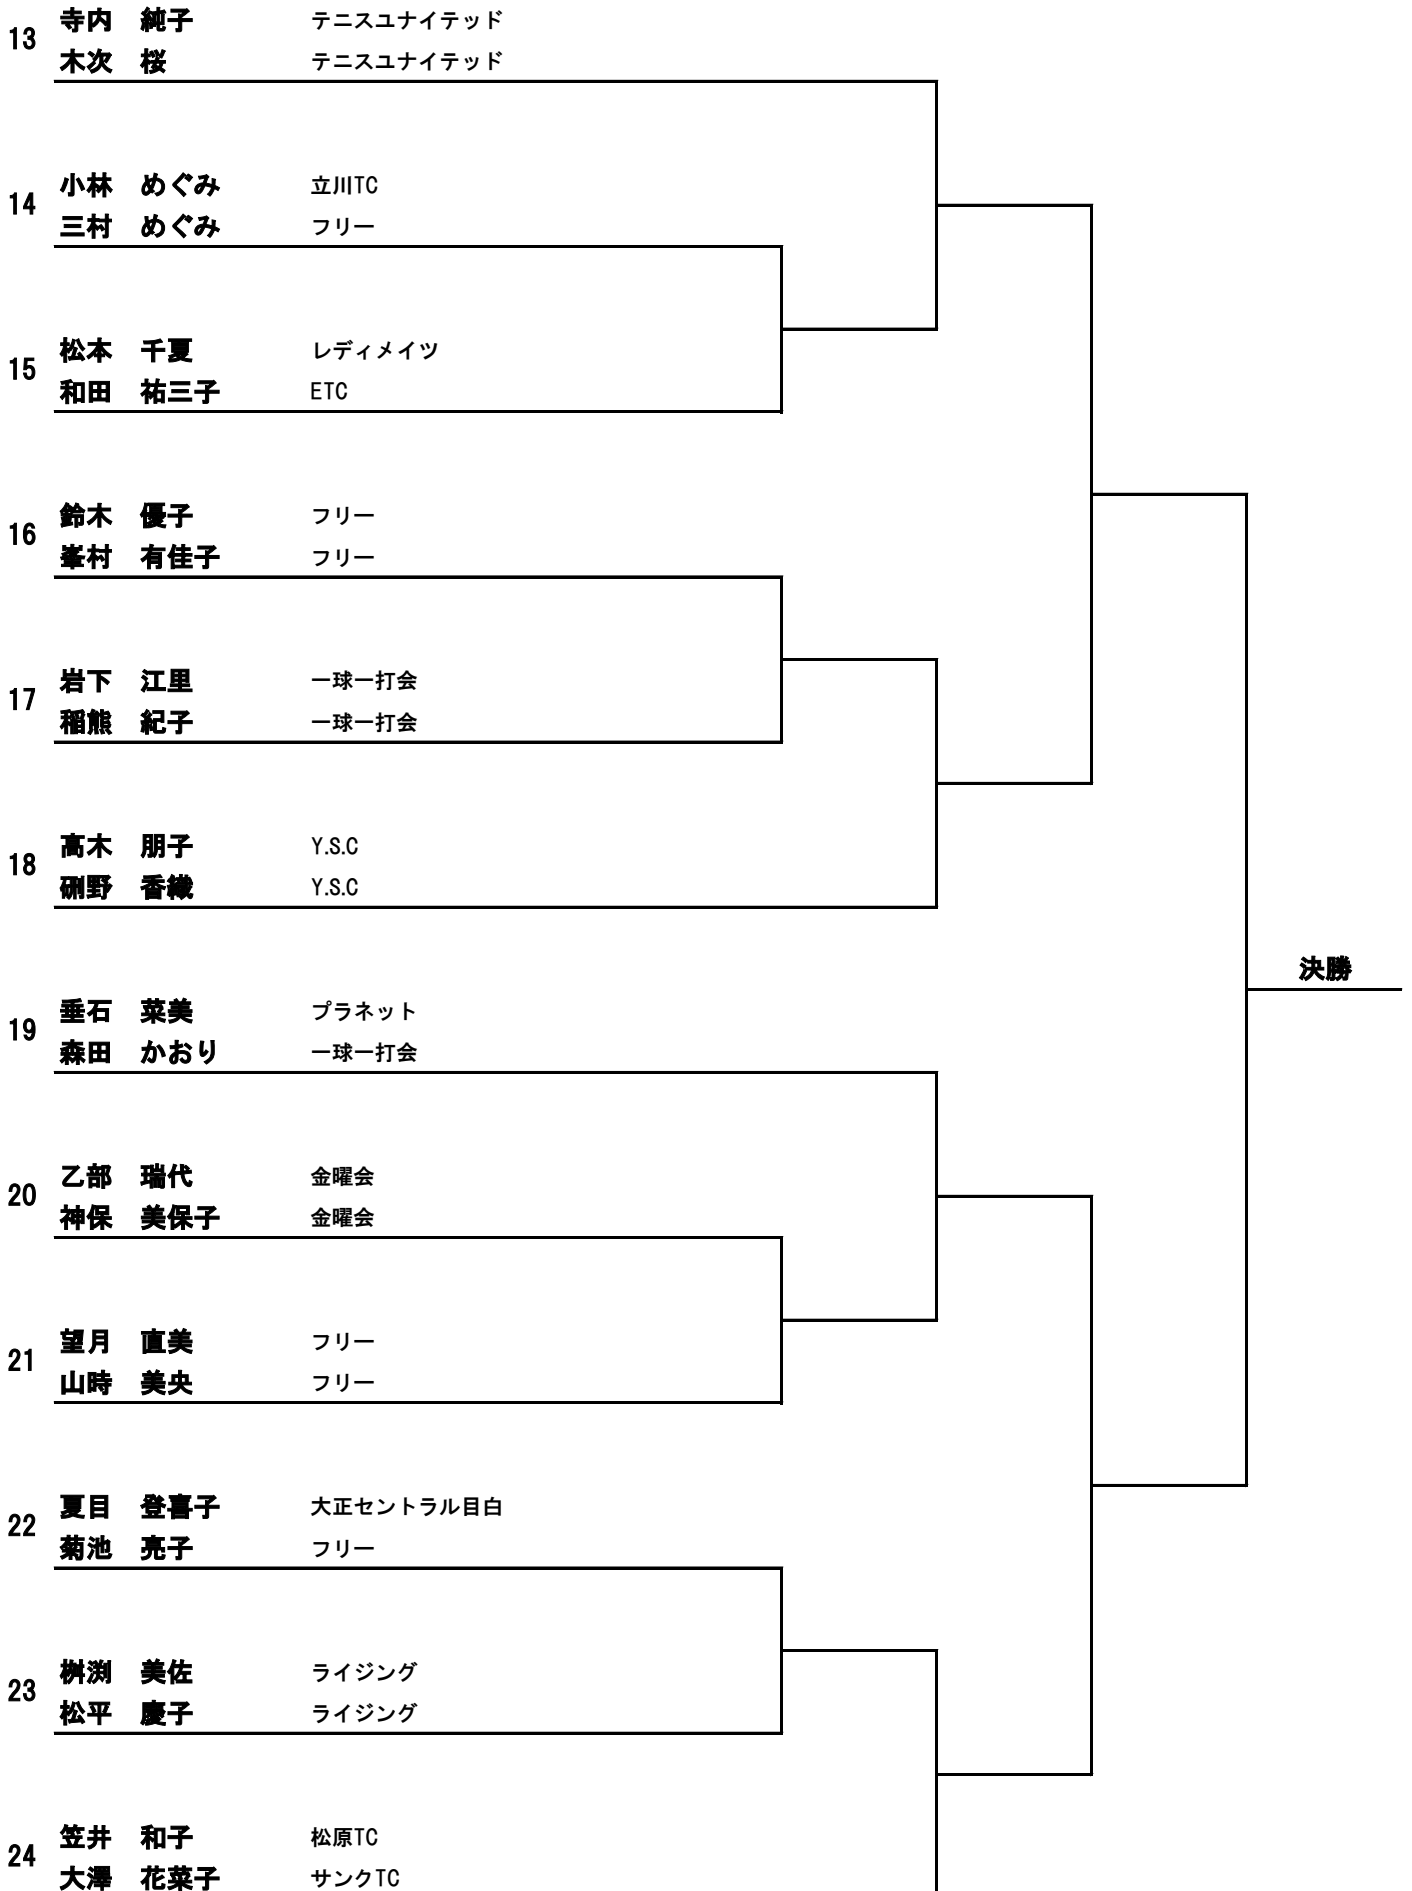 13
寺内　純子　テニスユナイテッド
木次　桜　テニスユナイテッド
14
小林　めぐみ　立川TC
三村　めぐみ　フリー
15
松本　千夏　レディメイツ
和田　祐三子　ETC
16
鈴木　優子　フリー
峯村　有佳子　フリー
17
岩下　江里　一球一打会
稲熊　紀子　一球一打会
18
髙木　朋子　Y.S.C
硎野　香織　Y.S.C
決勝
19
垂石　菜美　プラネット
森田　かおり　一球一打会
20
乙部　瑞代　金曜会
神保　美保子　金曜会
21
望月　直美　フリー
山時　美央　フリー
22
夏目　登喜子　大正セントラル目白
菊池　亮子　フリー
23
桝渕　美佐　ライジング
松平　慶子　ライジング
24
笠井　和子　松原TC
大澤　花菜子　サンクTC